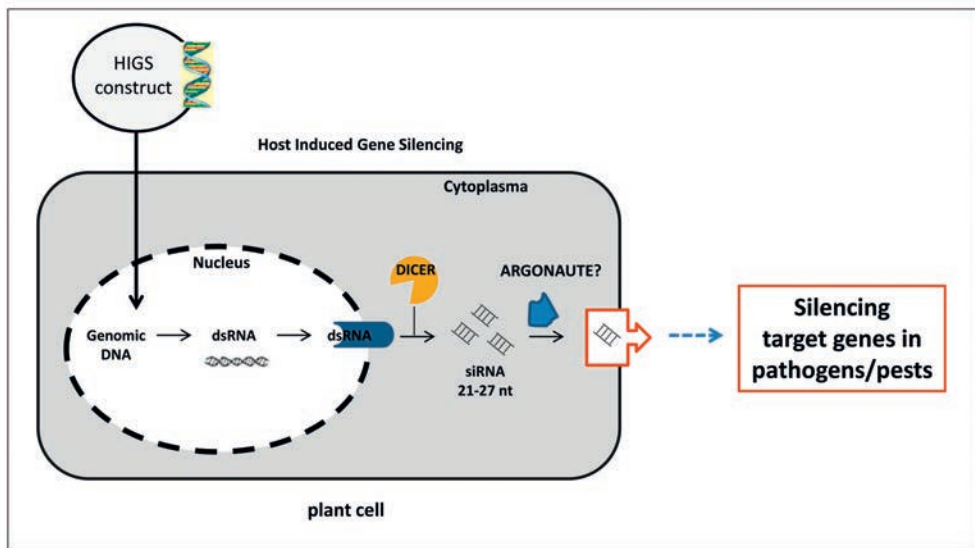 HIGS
construct
Host Induced Gene Silencing
Cytoplasma
Nucleus
DICER
ARGONAUTE?
Genomic
DNA
dsRNA
dsRNA
siRNA
21-27 nt
Silencing
target genes in
pathogens/pests
plant cell